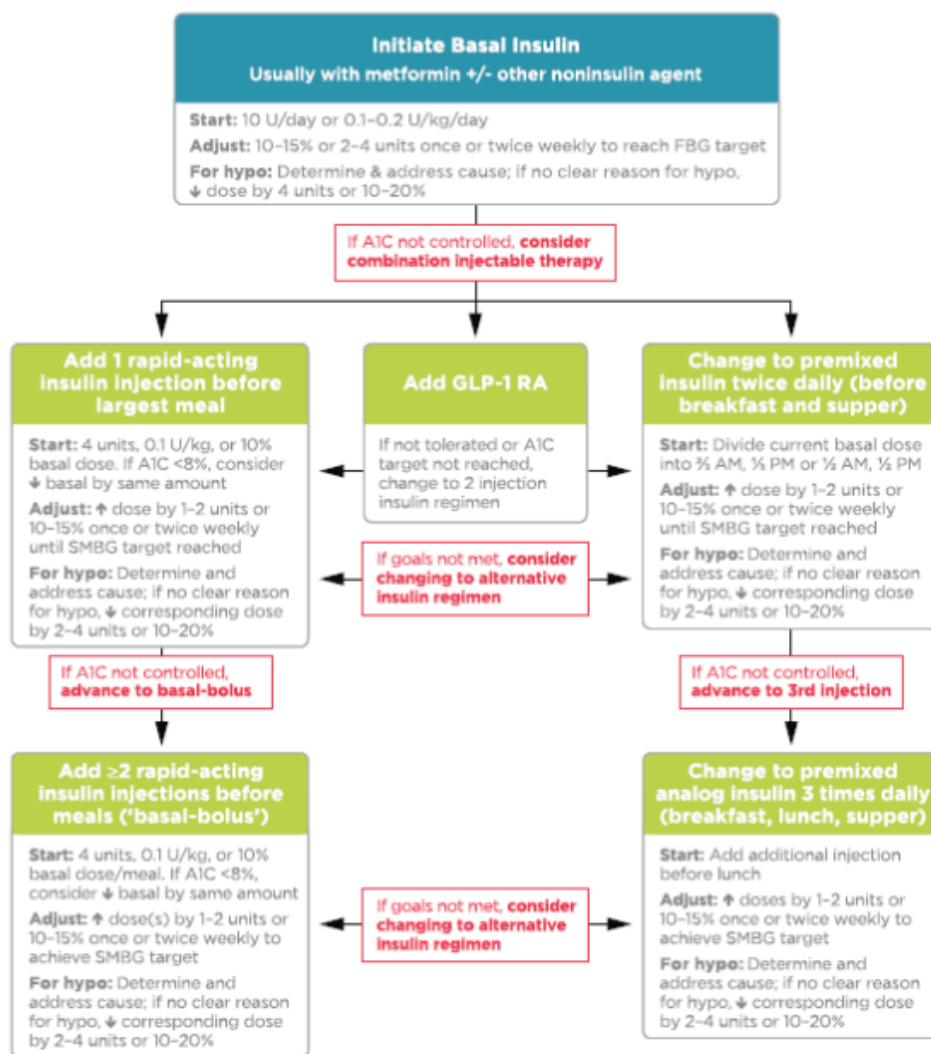 Initiate Basal Insulin
Usually with metformin +/- other noninsulin agent
Start: 10 U/day or 0.1–0.2 U/kg/day
Adjust: 10–15% or 2–4 units once or twice weekly to reach FBG target
For hypo: Determine & address cause; if no clear reason for hypo,
↓ dose by 4 units or 10–20%
If A1C not controlled, consider
combination injectable therapy
Add 1 rapid-acting
insulin injection before
largest meal
Start: 4 units, 0.1 U/kg, or 10%
basal dose. If A1C <8%, consider
↓ basal by same amount
Adjust: ↑ dose by 1–2 units or
10–15% once or twice weekly
until SMBG target reached
For hypo: Determine and
address cause; if no clear reason
for hypo, ↓ corresponding dose
by 2–4 units or 10–20%
Add GLP-1 RA
If not tolerated or A1C
target not reached,
change to 2 injection
insulin regimen
Change to premixed
insulin twice daily (before
breakfast and supper)
Start: Divide current basal dose
into ⅔ AM, ⅓ PM or ½ AM, ½ PM
Adjust: ↑ dose by 1–2 units or
10–15% once or twice weekly
until SMBG target reached
For hypo: Determine and
address cause; if no clear reason
for hypo, ↓ corresponding dose
by 2–4 units or 10–20%
If goals not met, consider
changing to alternative
insulin regimen
If A1C not controlled,
advance to basal-bolus
If A1C not controlled,
advance to 3rd injection
Add ≥2 rapid-acting
insulin injections before
meals ('basal-bolus')
Start: 4 units, 0.1 U/kg, or 10%
basal dose/meal. If A1C <8%,
consider ↓ basal by same amount
Adjust: ↑ dose(s) by 1–2 units or
10–15% once or twice weekly to
achieve SMBG target
For hypo: Determine and
address cause; if no clear reason
for hypo, ↓ corresponding dose
by 2–4 units or 10–20%
If goals not met, consider
changing to alternative
insulin regimen
Change to premixed
analog insulin 3 times daily
(breakfast, lunch, supper)
Start: Add additional injection
before lunch
Adjust: ↑ doses by 1–2 units or
10–15% once or twice weekly to
achieve SMBG target
For hypo: Determine and
address cause; if no clear reason
for hypo, ↓ corresponding dose
by 2–4 units or 10–20%